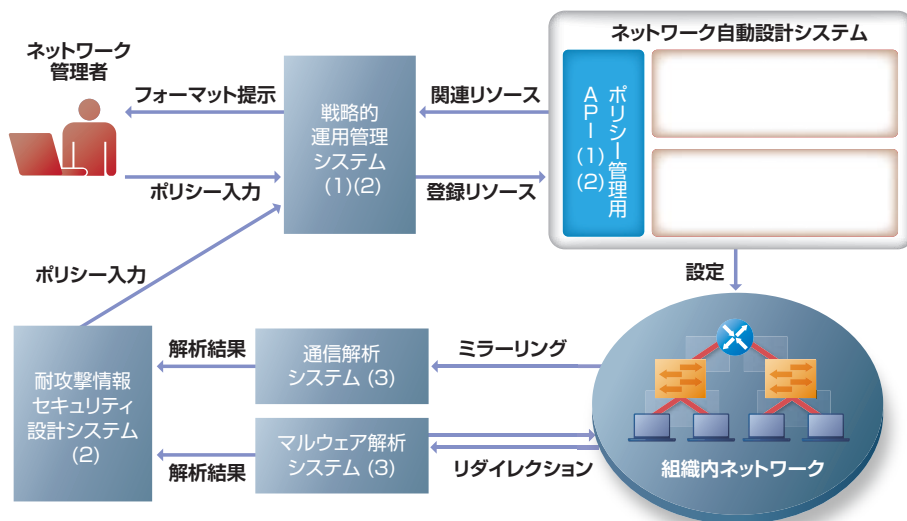 ネットワーク
管理者
フォーマット提示
ポリシー入力
戦略的
運用管理
システム
(1)(2)
関連リソース
登録リソース
ネットワーク自動設計システム
ポリシー管理用
API(1)(2)
設定
ポリシー入力
耐攻撃情報
セキュリティ
設計システム
(2)
解析結果
通信解析
システム(3)
ミラーリング
解析結果
マルウェア解析
システム(3)
リダイレクション
組織内ネットワーク